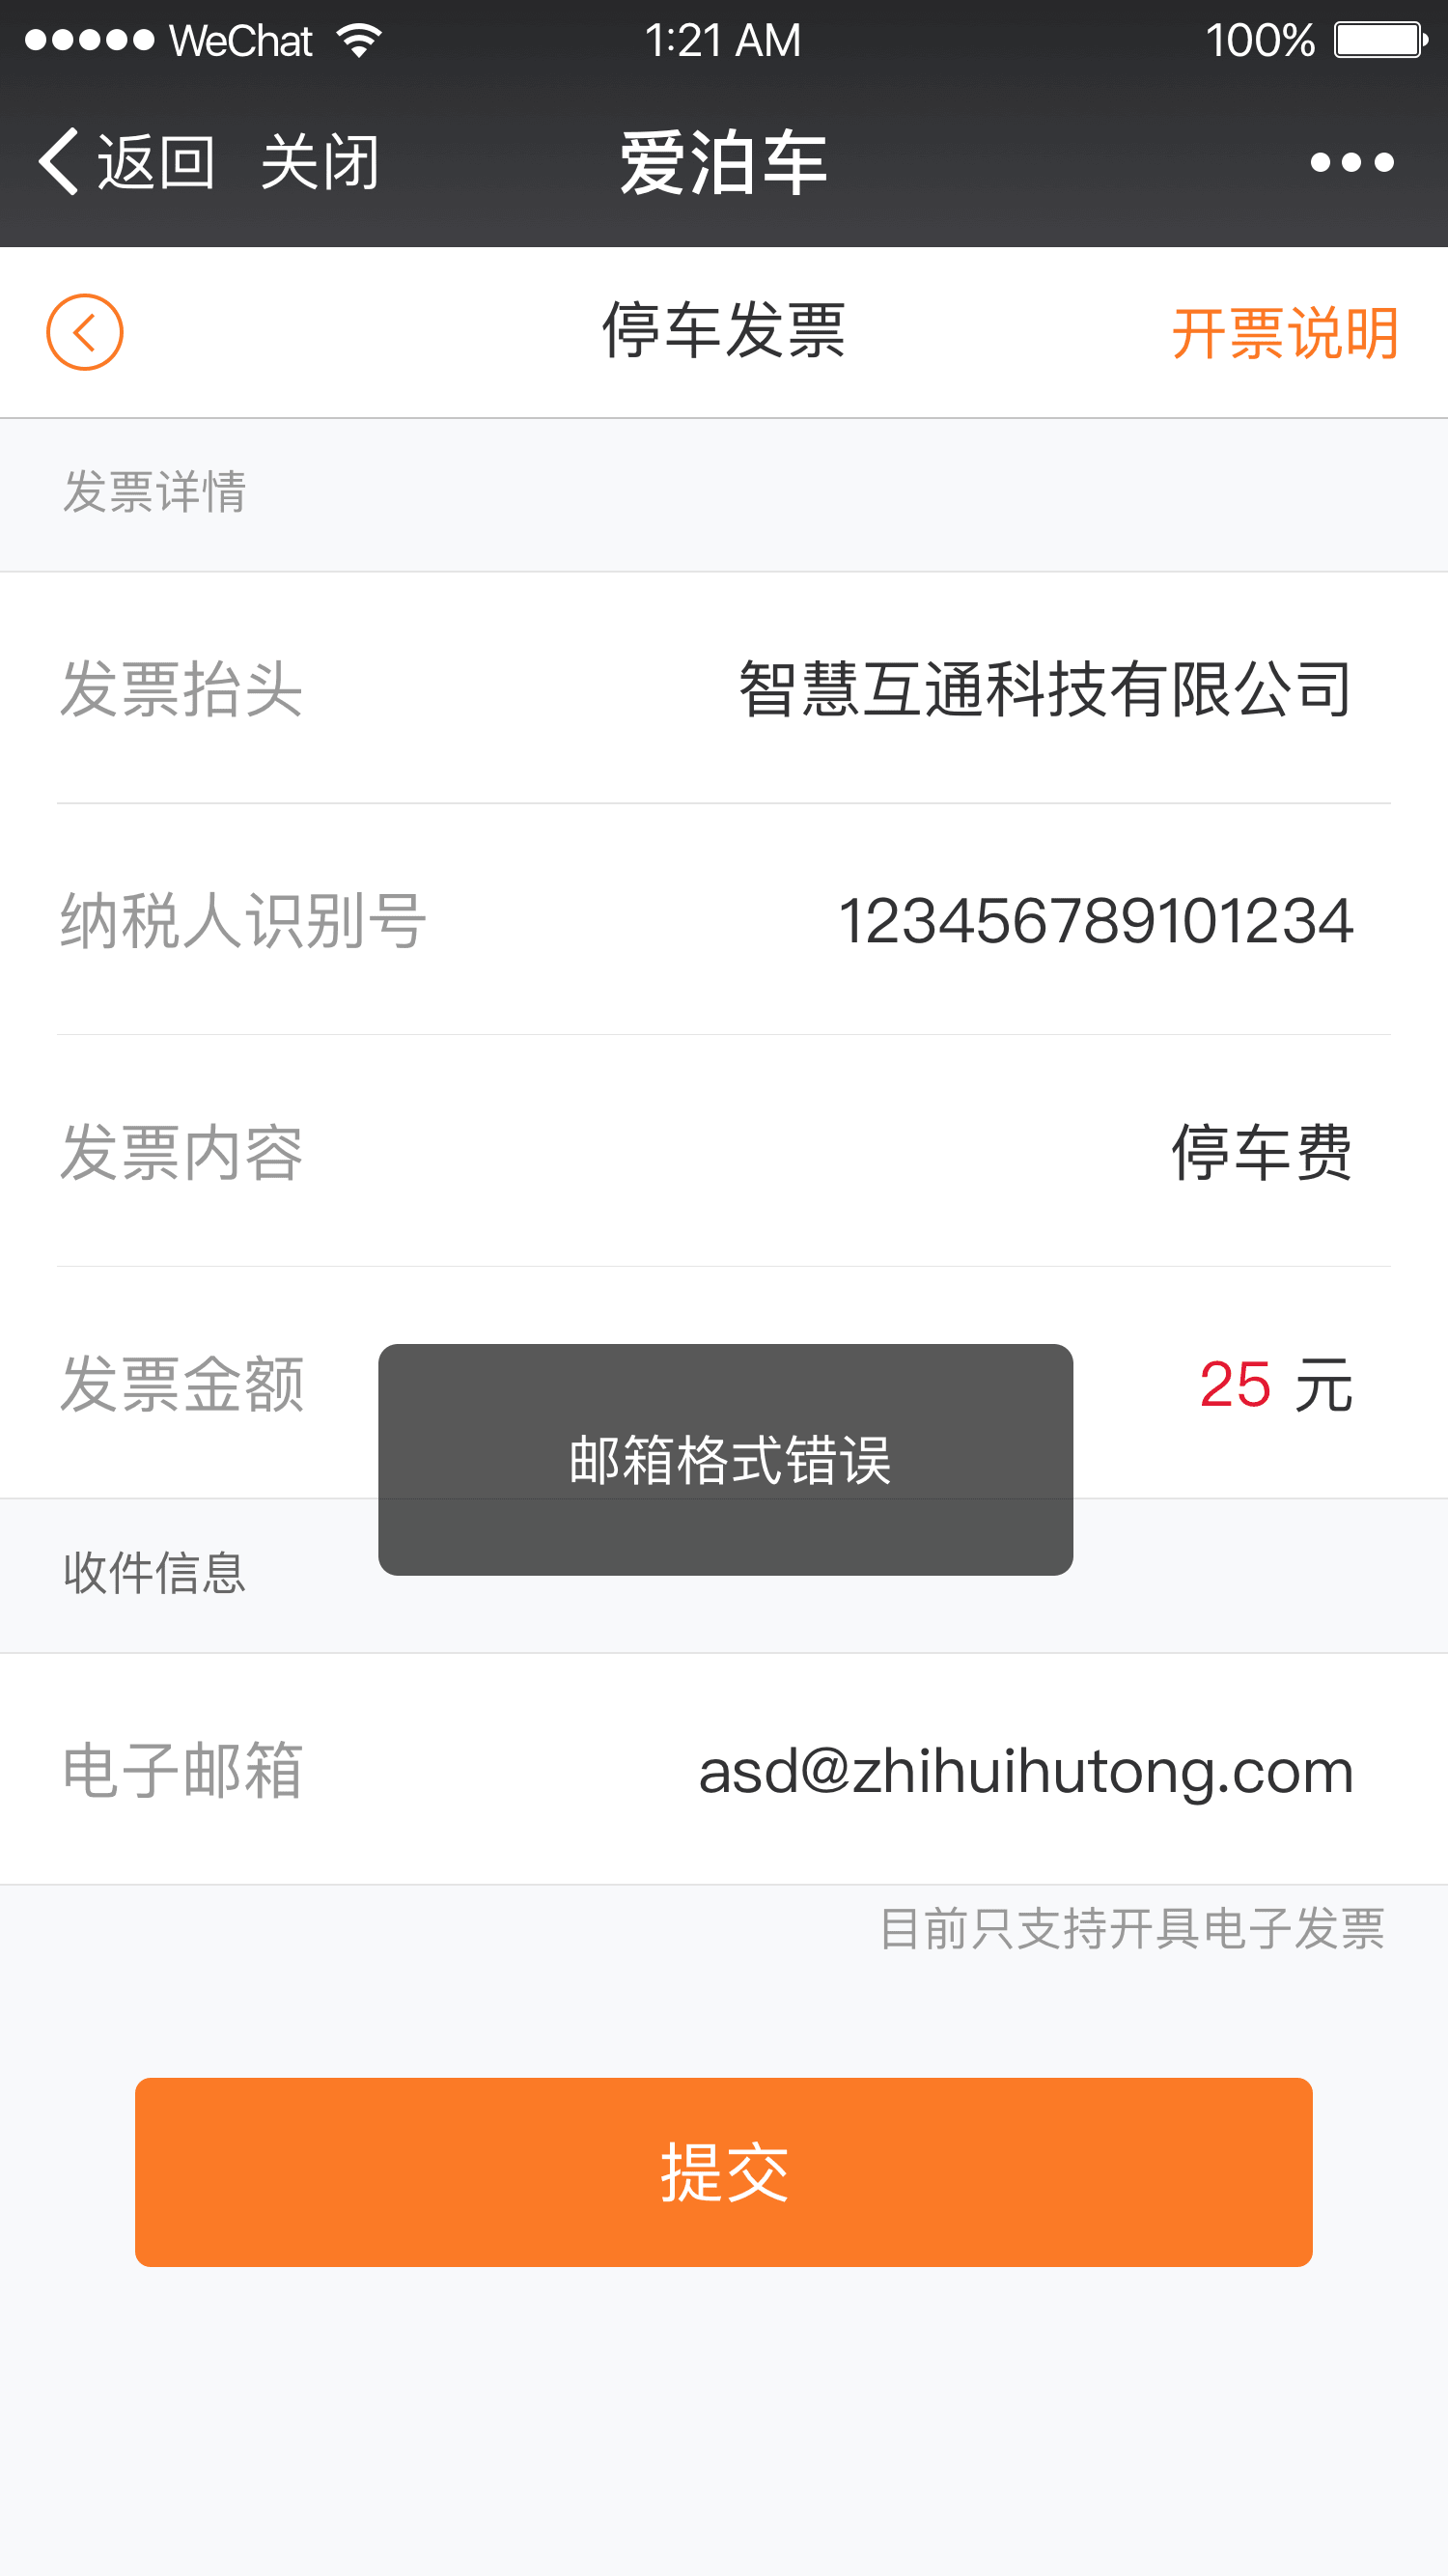 WeChat 1:21 AM 100%
返回 关闭 爱泊车
停车发票 开票说明
发票详情
发票抬头 智慧互通科技有限公司
纳税人识别号 123456789101234
发票内容 停车费
发票金额 25 元
邮箱格式错误
收件信息
电子邮箱 asd@zhihuihutong.com
目前只支持开具电子发票
提交